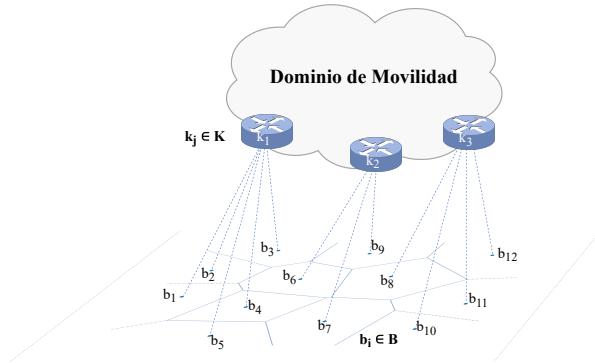 Dominio de Movilidad
kj ∈ K
k1
k2
k3
b3
b9
b12
b2
b6
b8
b1
b4
b11
b7
b10
b5
bi ∈ B